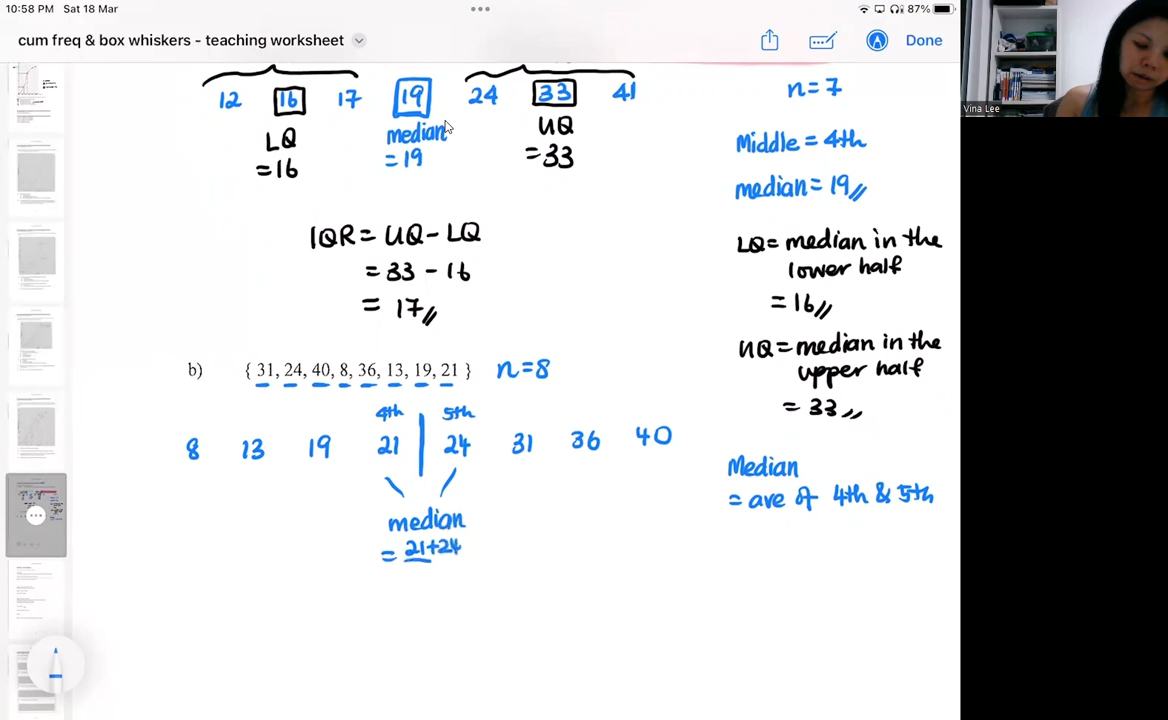 10:58 PM Sat 18 Mar
87%
cum freq & box whiskers - teaching worksheet
Done
Vina Lee
12 16 17 19 24 33 41
LQ
= 16
median
= 19
UQ
= 33
n = 7
Middle = 4th
median = 19
IQR = UQ - LQ
= 33 - 16
= 17
LQ = median in the
lower half
= 16
UQ = median in the
upper half
= 33
b) { 31, 24, 40, 8, 36, 13, 19, 21 } n=8
4th 5th
8 13 19 21 24 31 36 40
median
= 21+24
Median
= ave of 4th & 5th